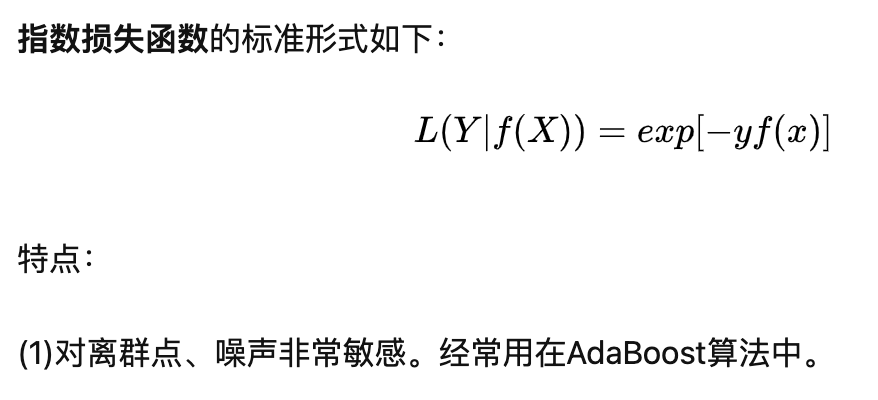 指数损失函数的标准形式如下：
L(Y|f(X)) = exp[−yf(x)]
特点：
(1)对离群点、噪声非常敏感。经常用在AdaBoost算法中。